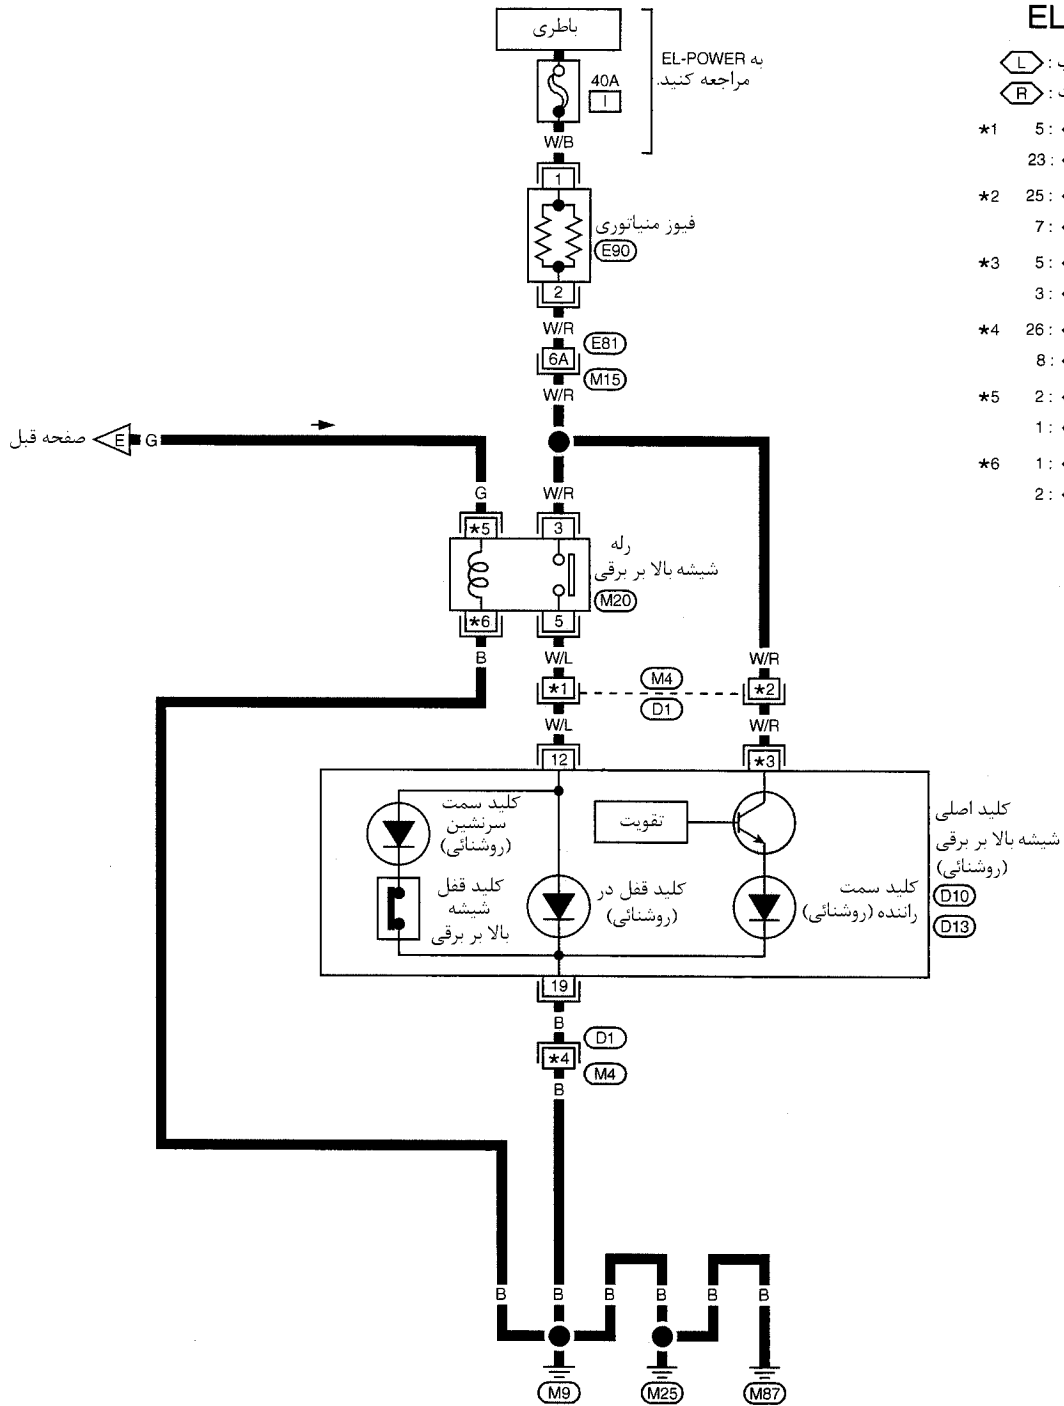 EL
باطری
40A
I
به EL-POWER
مراجعه کنید.
L :
R :
W/B
1
فیوز منیاتوری
E90
2
W/R
E81
6A
M15
W/R
*1 5 :
23 :
*2 25 :
7 :
*3 5 :
3 :
*4 26 :
8 :
*5 2 :
1 :
*6 1 :
2 :
صفحه قبل
E
G
G
W/R
*5
3
رله
شیشه بالا بر برقی
M20
*6
5
B
W/L
W/R
*1
M4
D1
*2
W/L
W/R
12
*3
کلید سمت
سرنشین
(روشنائی)
تقویت
کلید اصلی
شیشه بالا بر برقی
(روشنائی)
D10
D13
کلید قفل
شیشه
بالا بر برقی
کلید قفل در
(روشنائی)
کلید سمت
راننده (روشنائی)
19
B
D1
*4
M4
B
B
B
B
B
B
B
M9
M25
M87